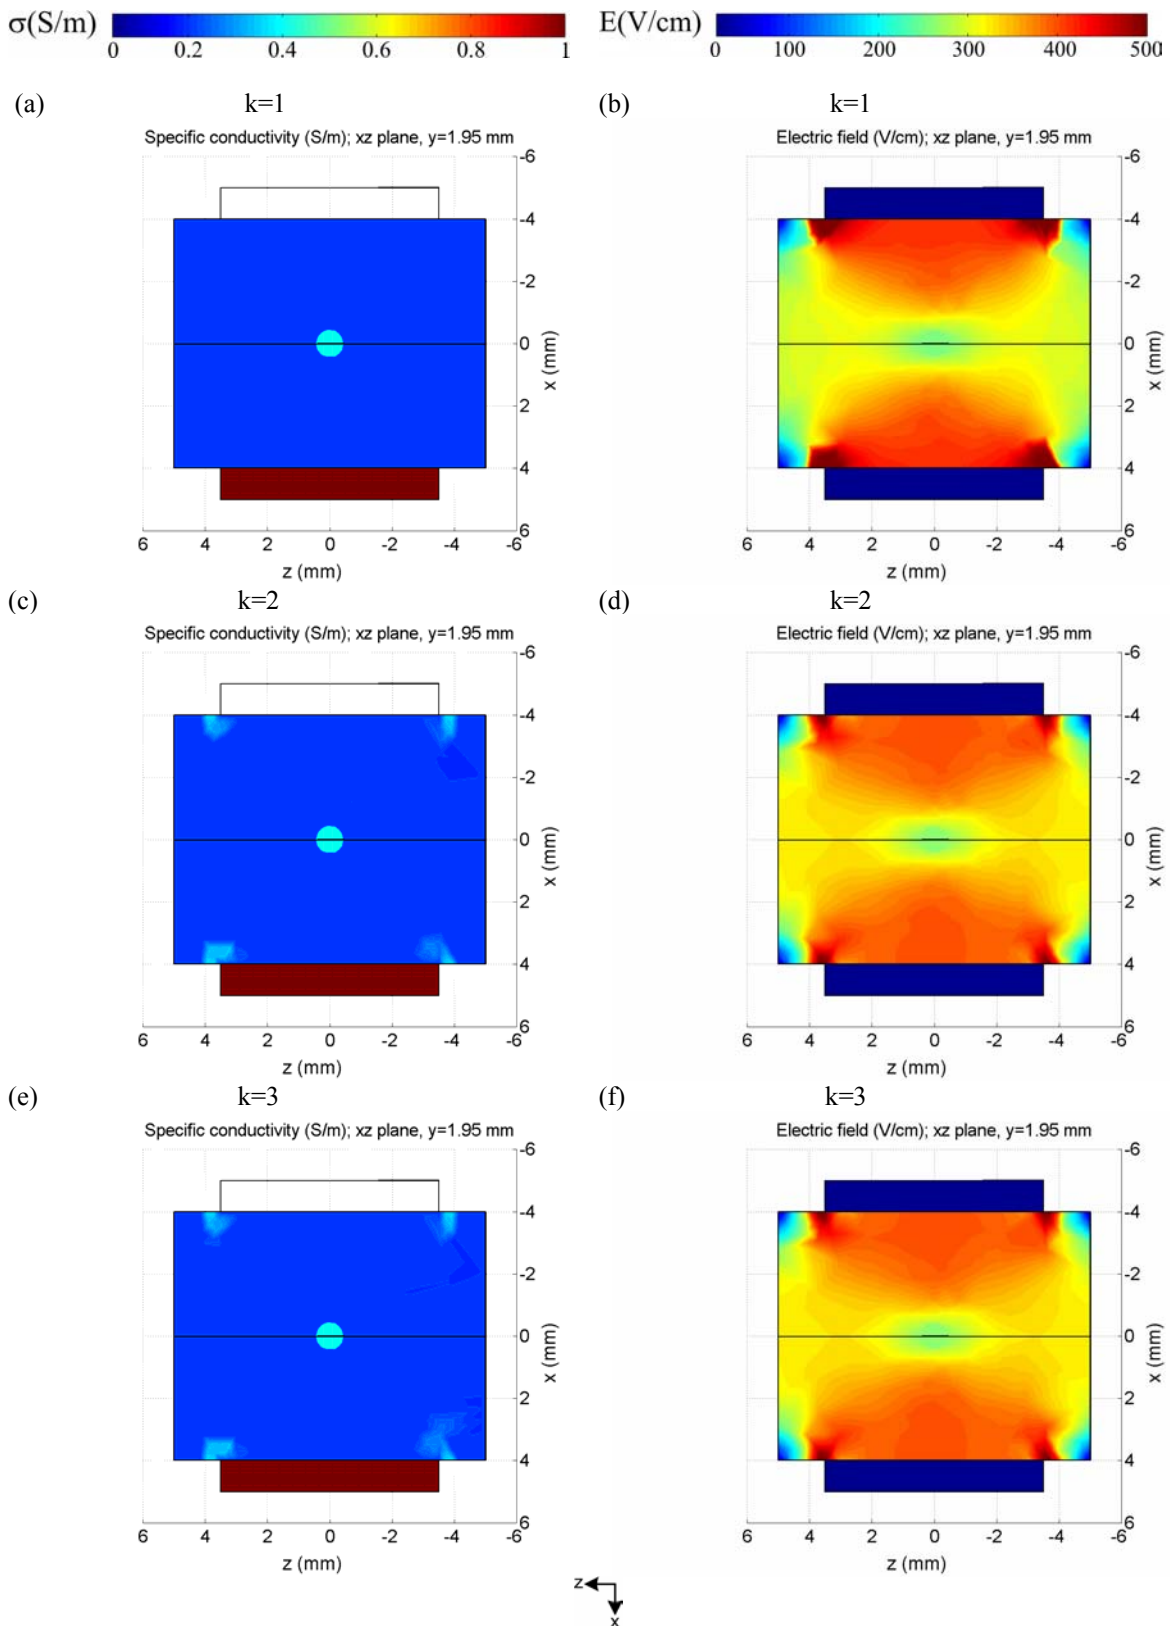 σ(S/m) E(V/cm)
0 0.2 0.4 0.6 0.8 1 0 100 200 300 400 500
(a) k=1 (b) k=1
Specific conductivity (S/m); xz plane, y=1.95 mm Electric field (V/cm); xz plane, y=1.95 mm
-6 -6
-4 -4
-2 -2
0 0
x (mm) x (mm)
2 2
4 4
6 6
6 4 2 0 -2 -4 -6 6 4 2 0 -2 -4 -6
z (mm) z (mm)
(c) k=2 (d) k=2
Specific conductivity (S/m); xz plane, y=1.95 mm Electric field (V/cm); xz plane, y=1.95 mm
-6 -6
-4 -4
-2 -2
0 0
x (mm) x (mm)
2 2
4 4
6 6
6 4 2 0 -2 -4 -6 6 4 2 0 -2 -4 -6
z (mm) z (mm)
(e) k=3 (f) k=3
Specific conductivity (S/m); xz plane, y=1.95 mm Electric field (V/cm); xz plane, y=1.95 mm
-6 -6
-4 -4
-2 -2
0 0
x (mm) x (mm)
2 2
4 4
6 6
6 4 2 0 -2 -4 -6 6 4 2 0 -2 -4 -6
z (mm) z (mm)
z
x